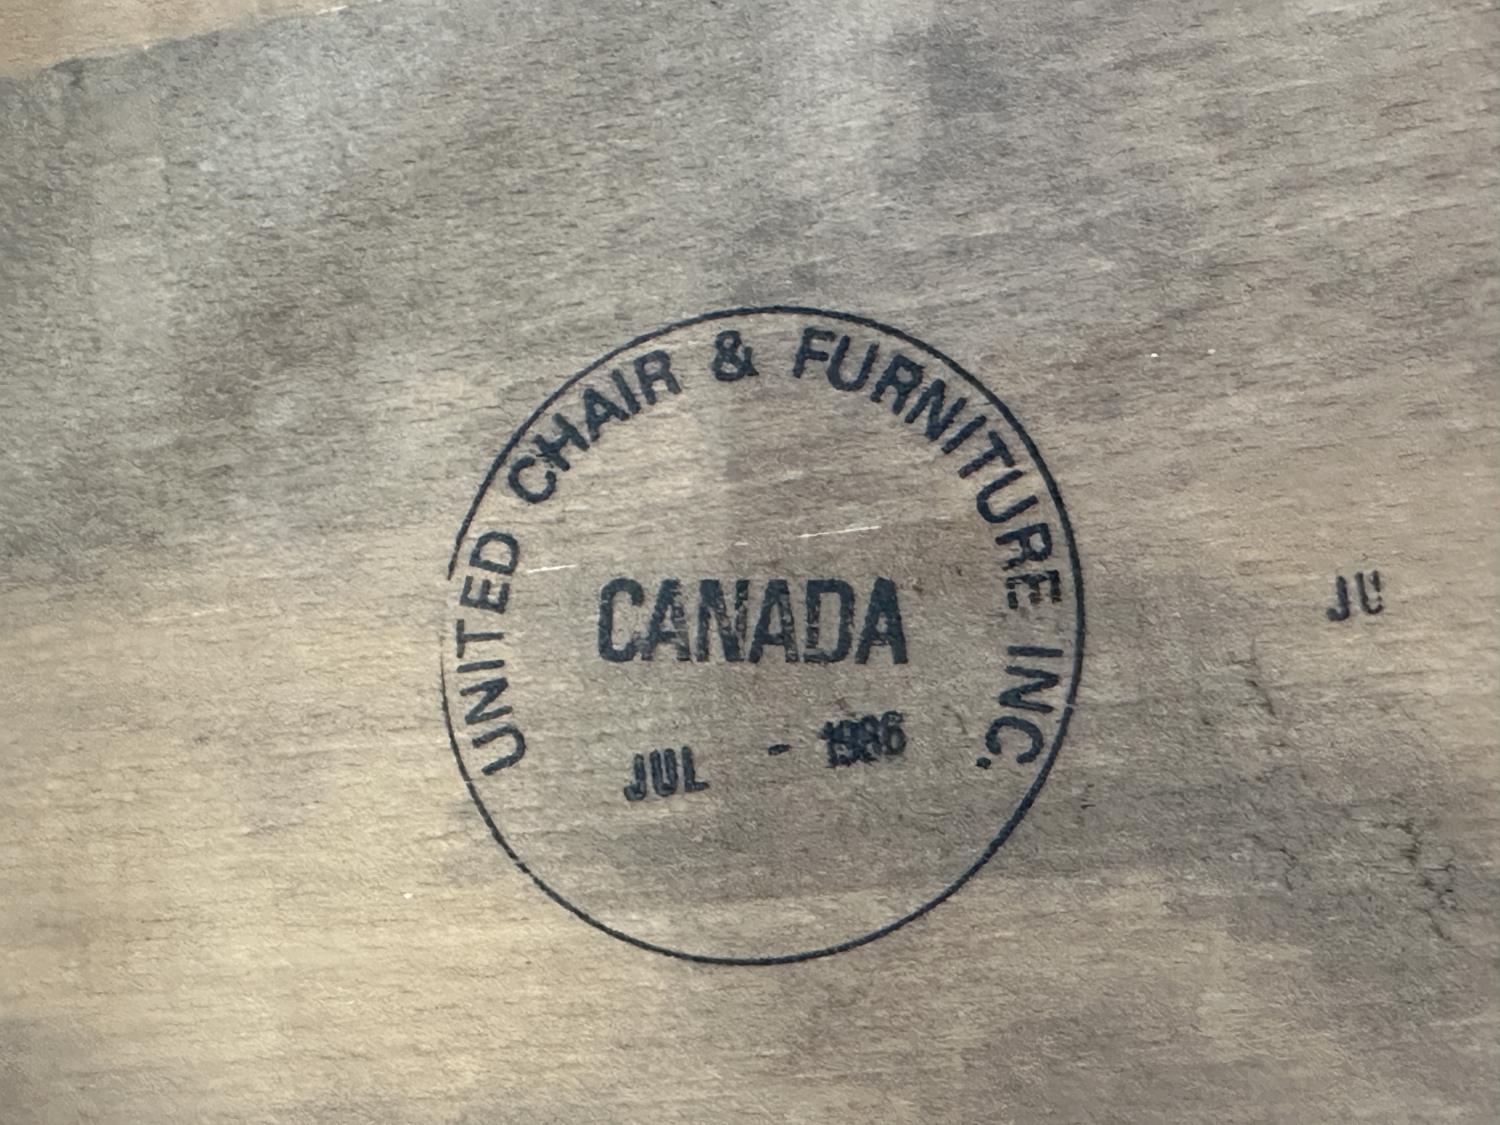 UNITED CHAIR & FURNITURE INC.
CANADA
JUL - 1986
JU